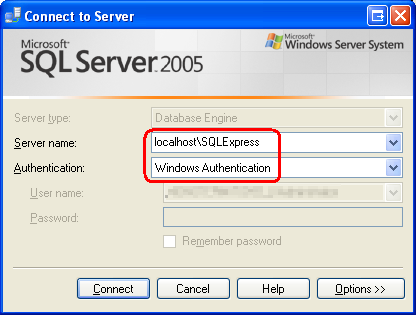 Connect to Server
Microsoft
SQL Server 2005
Microsoft
Windows Server System
Server type: Database Engine
Server name: localhost\SQLExpress
Authentication: Windows Authentication
User name:
Password:
Remember password
Connect Cancel Help Options >>